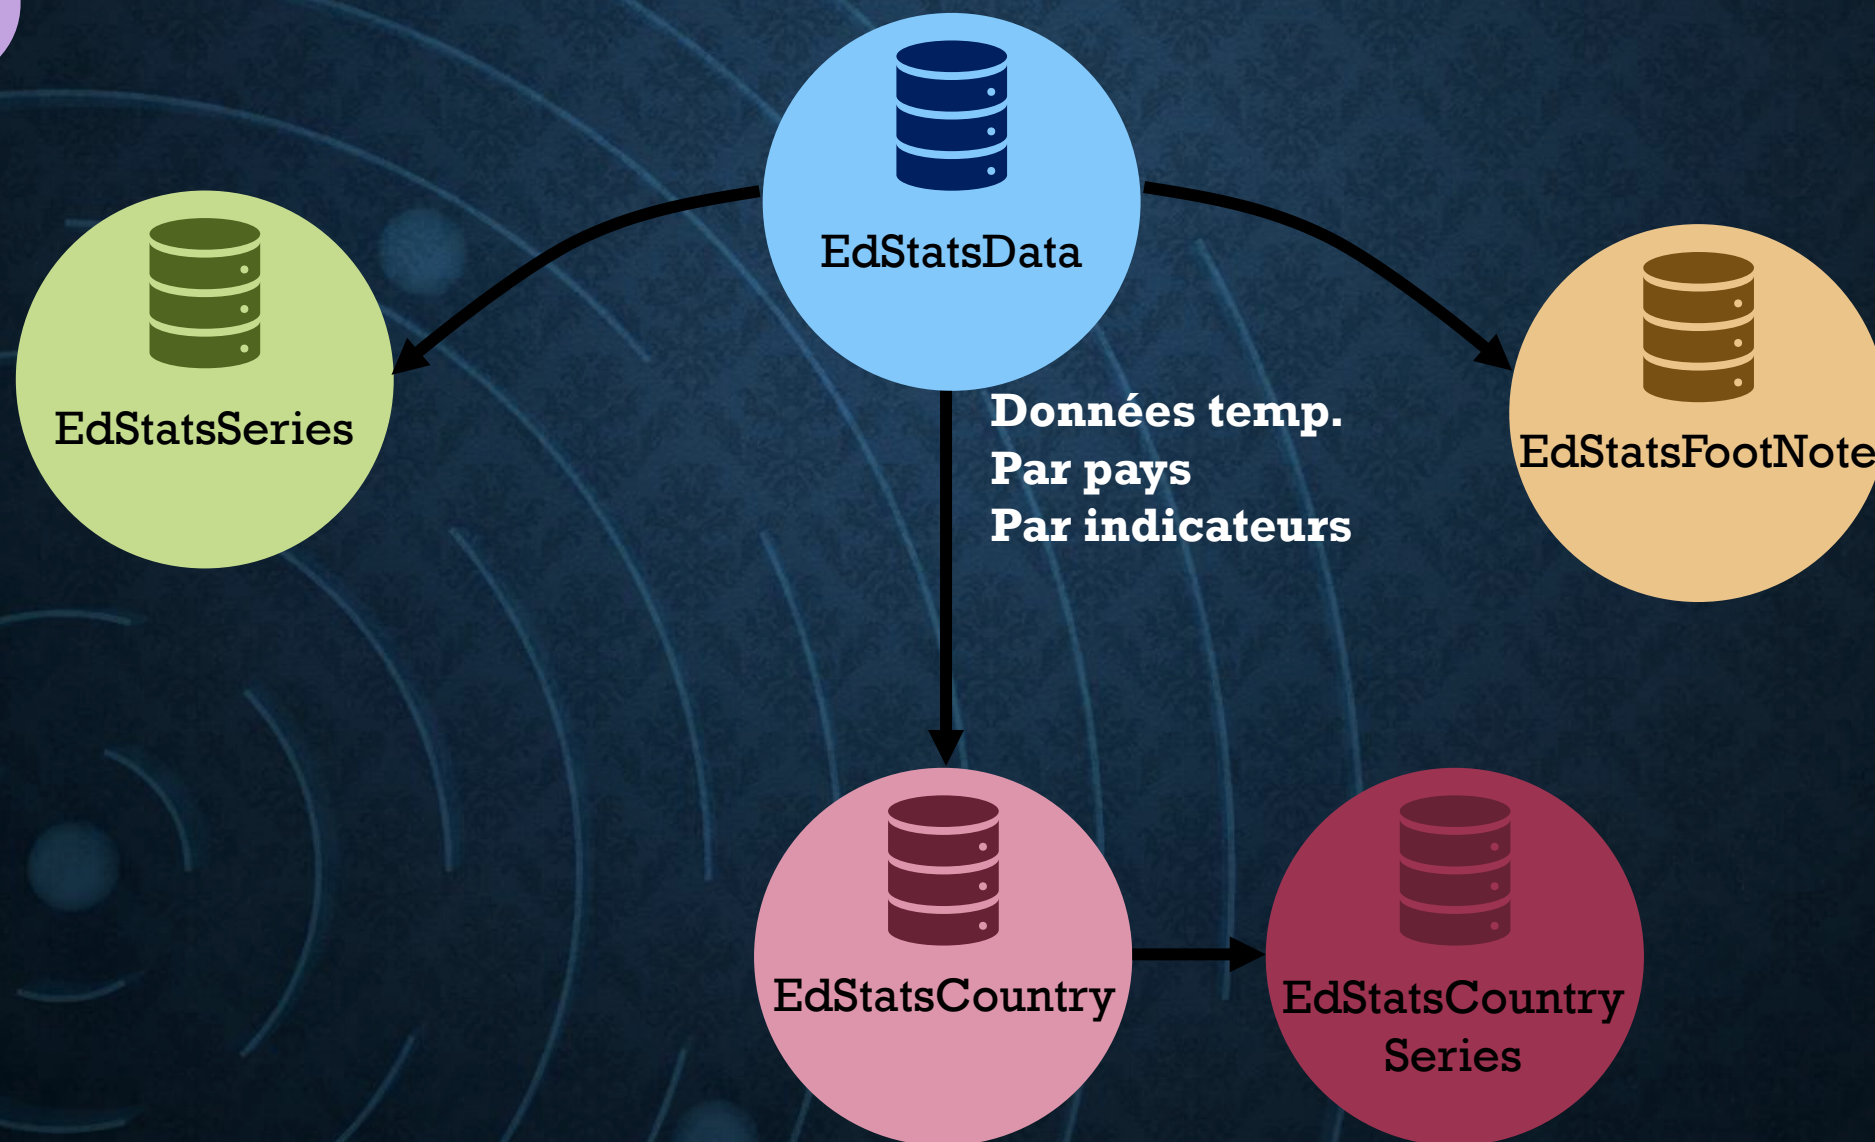 EdStatsData
EdStatsSeries
Données temp.
Par pays
Par indicateurs
EdStatsFootNote
EdStatsCountry
EdStatsCountry
Series